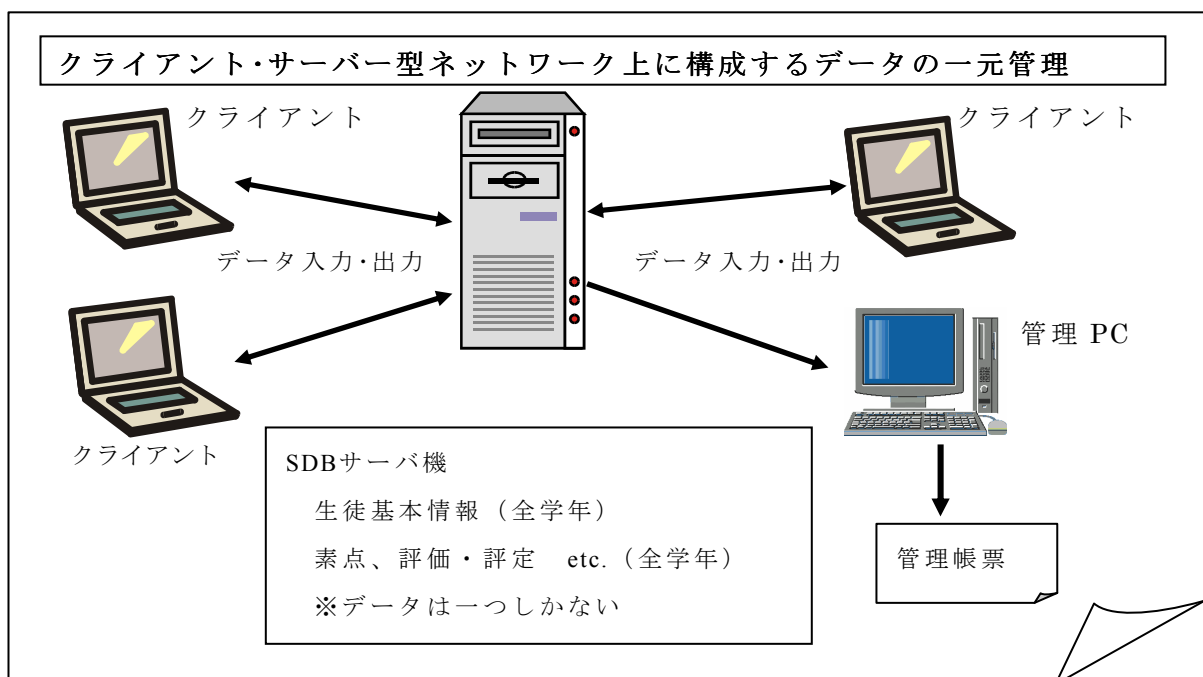 クライアント・サーバー型ネットワーク上に構成するデータの一元管理
クライアント
クライアント
データ入力・出力
データ入力・出力
管理 PC
クライアント
SDBサーバ機
生徒基本情報（全学年）
素点、評価・評定　etc.（全学年）
※データは一つしかない
管理帳票